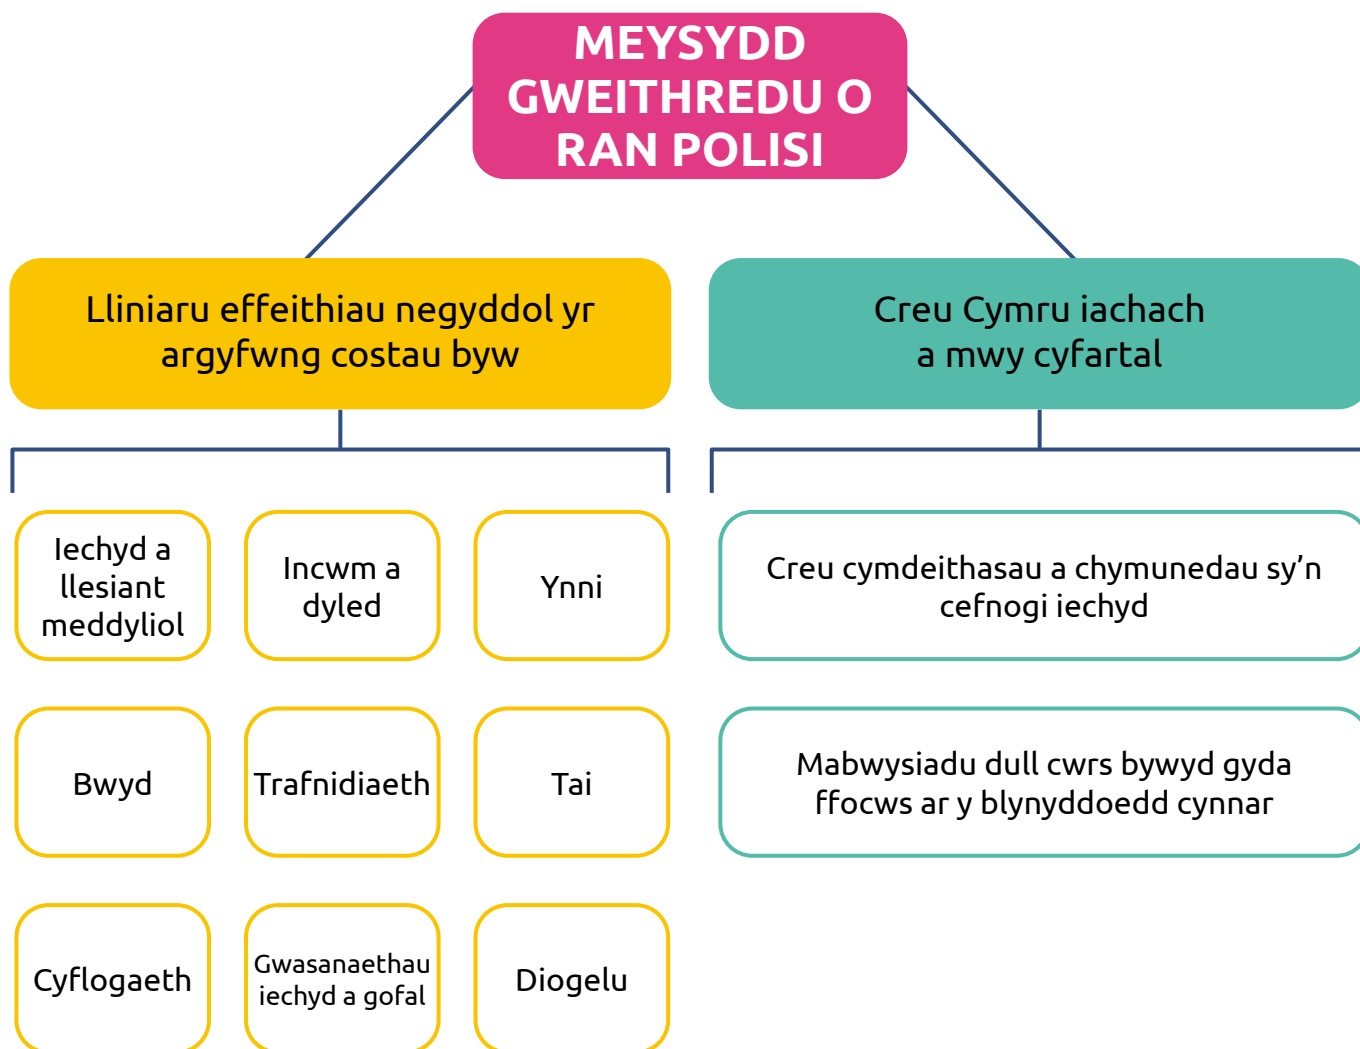 MEYSYDD
GWEITHREDU O
RAN POLISI
Lliniaru effeithiau negyddol yr
argyfwng costau byw
Creu Cymru iachach
a mwy cyfartal
Iechyd a
llesiant
meddyliol
Incwm a
dyled
Ynni
Creu cymdeithasau a chymunedau sy’n
cefnogi iechyd
Bwyd
Trafnidiaeth
Tai
Mabwysiadu dull cwrs bywyd gyda
ffocws ar y blynyddoedd cynnar
Cyflogaeth
Gwasanaethau
iechyd a gofal
Diogelu